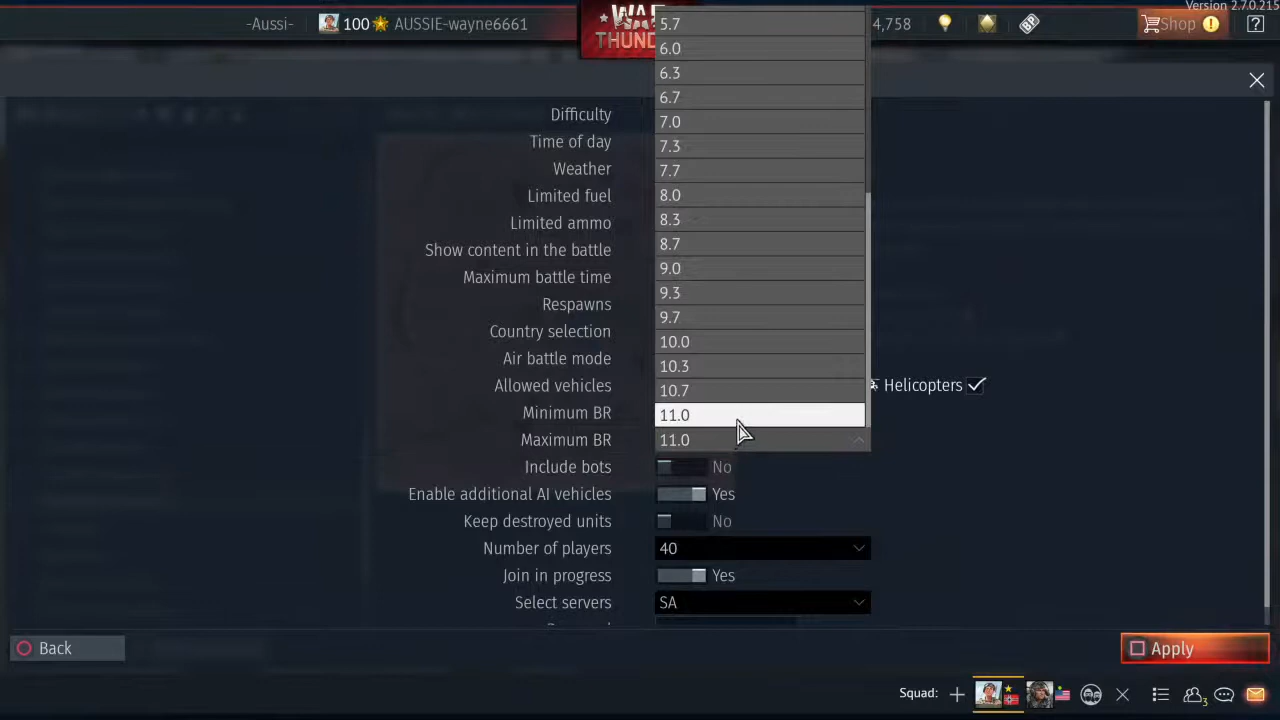 Version 2.7.0.215
-Aussi- 100 AUSSIE-wayne6661 WAR THUND 4,758 Shop ! ?
5.7
6.0
6.3
6.7
7.0
7.3
7.7
8.0
8.3
8.7
9.0
9.3
9.7
10.0
10.3
10.7
11.0
Difficulty
Time of day
Weather
Limited fuel
Limited ammo
Show content in the battle
Maximum battle time
Respawns
Country selection
Air battle mode
Allowed vehicles Helicopters
Minimum BR
Maximum BR 11.0
Include bots No
Enable additional AI vehicles Yes
Keep destroyed units No
Number of players 40
Join in progress Yes
Select servers SA
Back Apply
Squad: 3